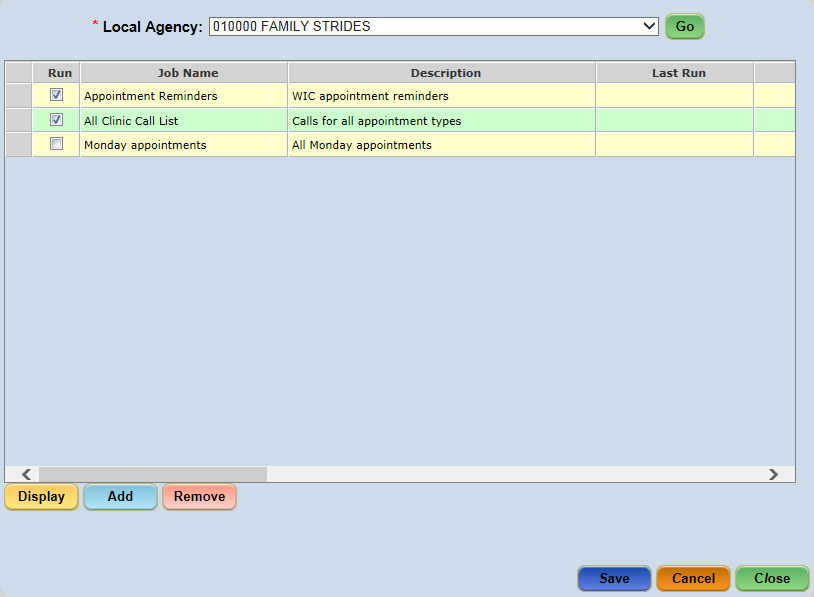 * Local Agency: 010000 FAMILY STRIDES Go
Run Job Name Description Last Run
Appointment Reminders WIC appointment reminders
All Clinic Call List Calls for all appointment types
Monday appointments All Monday appointments
Display Add Remove
Save Cancel Close